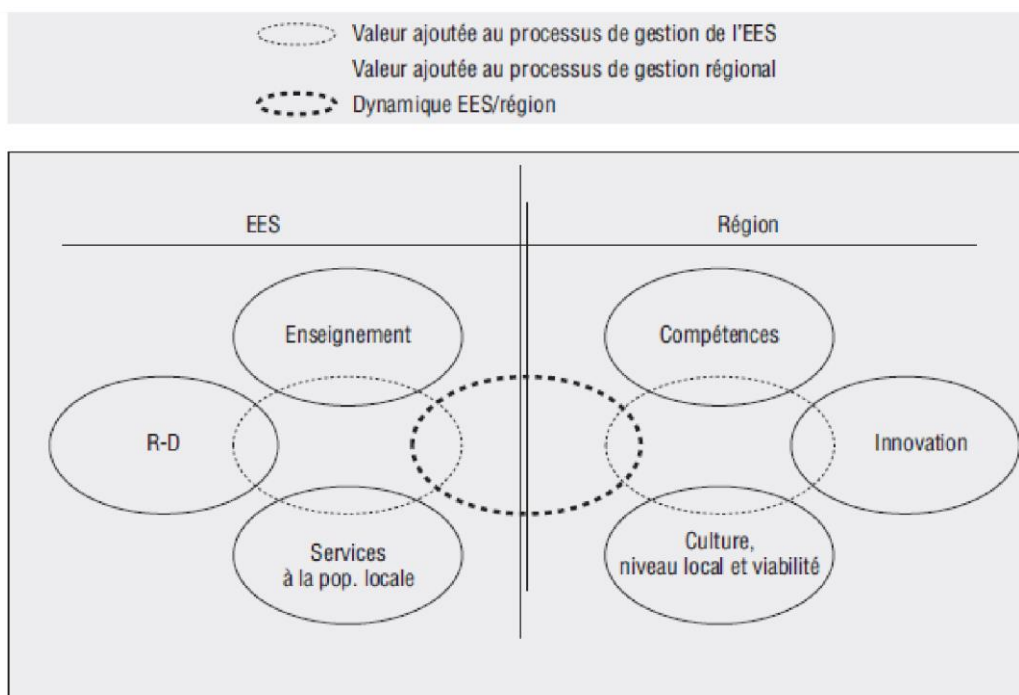 Valeur ajoutée au processus de gestion de l'EES
Valeur ajoutée au processus de gestion régional
Dynamique EES/région
EES
Région
Enseignement
Compétences
R-D
Innovation
Services
à la pop. locale
Culture,
niveau local et viabilité